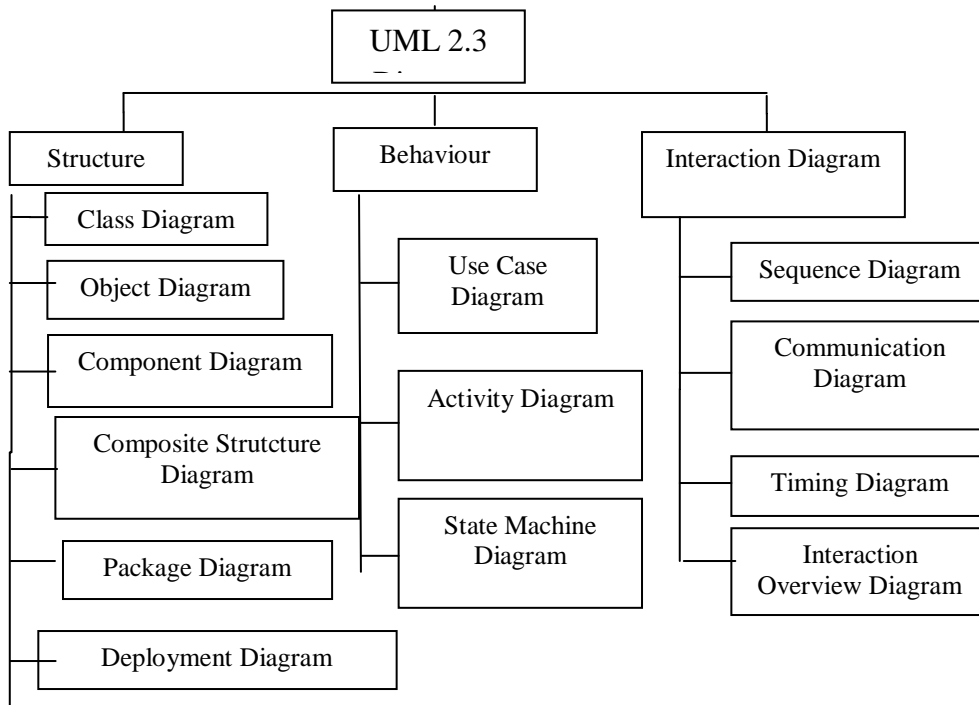 UML 2.3
Structure
Class Diagram
Object Diagram
Component Diagram
Composite Strutcture
Diagram
Package Diagram
Deployment Diagram
Behaviour
Use Case
Diagram
Activity Diagram
State Machine
Diagram
Interaction Diagram
Sequence Diagram
Communication
Diagram
Timing Diagram
Interaction
Overview Diagram